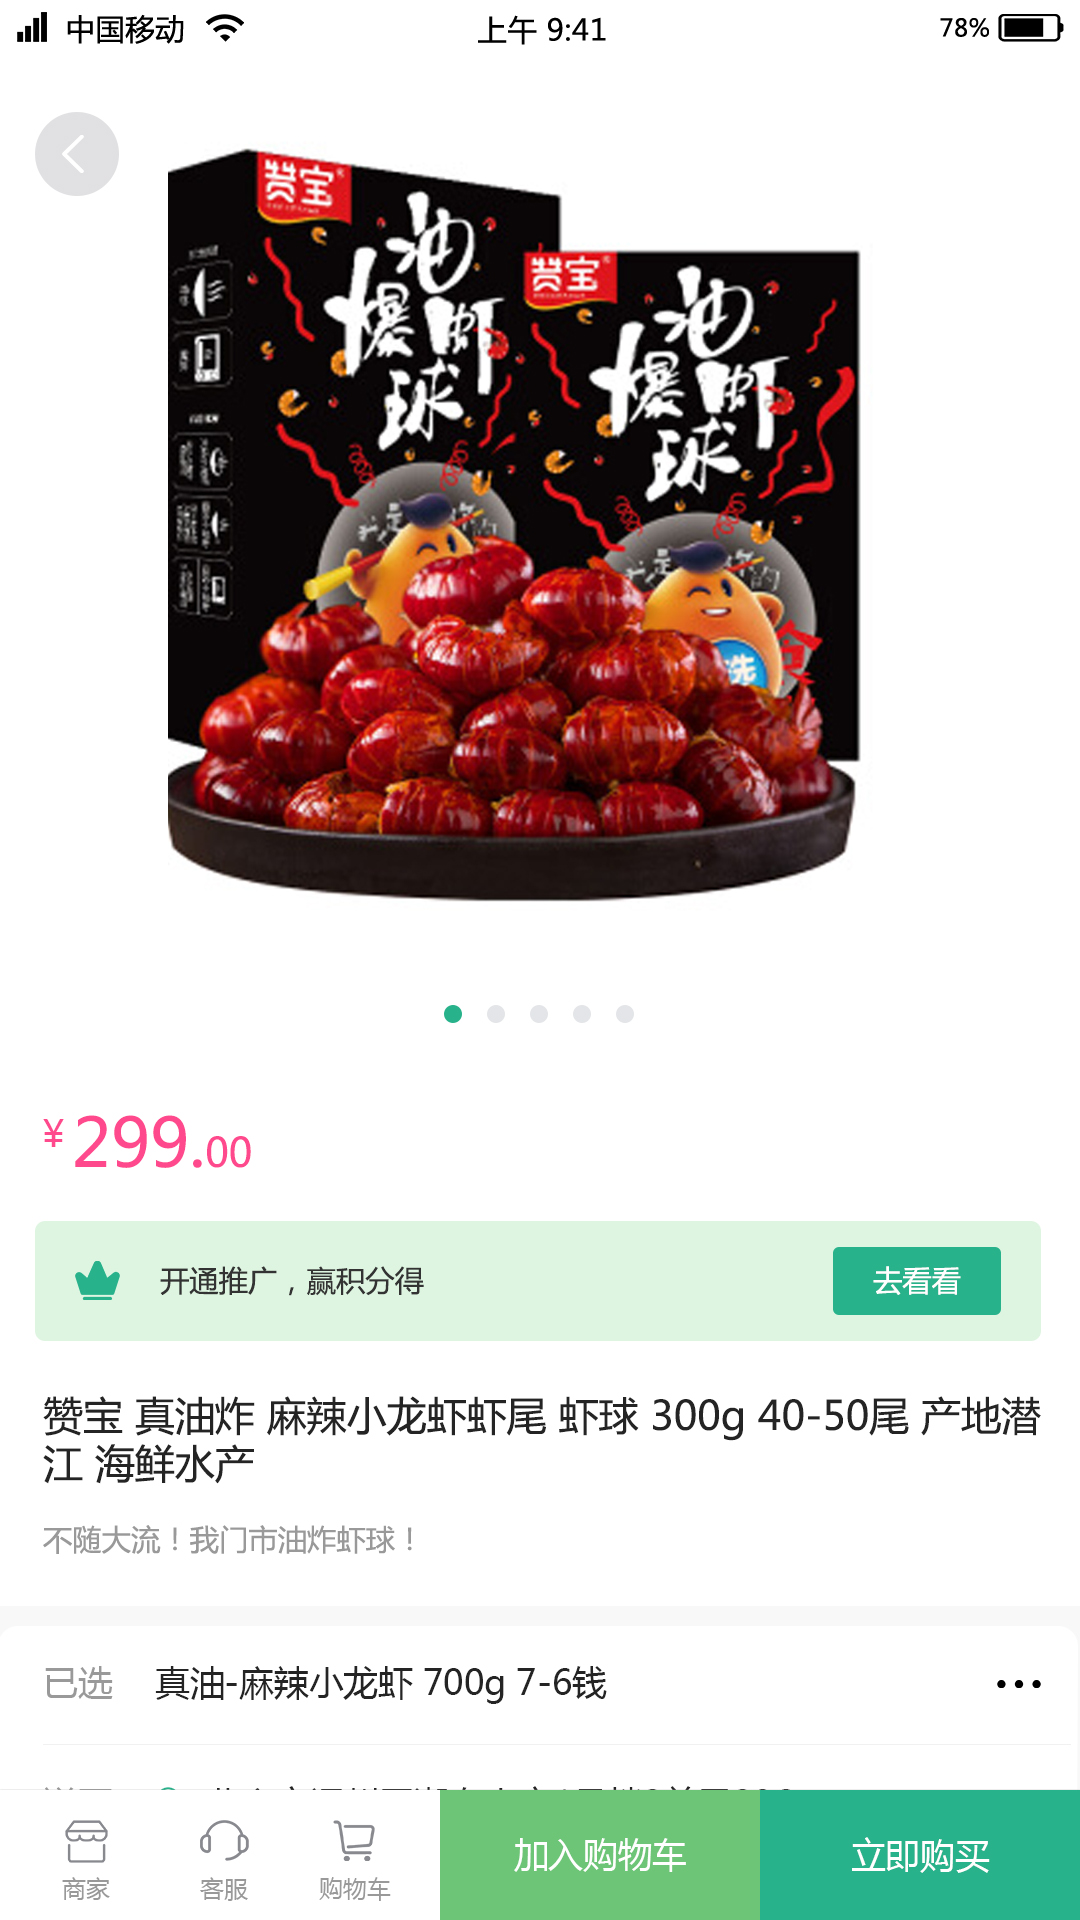 中国移动
上午 9:41
78%
赞宝
油爆虾球
赞宝
油爆虾球
选
¥299.00
开通推广，赢积分得
去看看
赞宝 真油炸 麻辣小龙虾虾尾 虾球 300g 40-50尾 产地潜
江 海鲜水产
不随大流！我门市油炸虾球！
已选
真油-麻辣小龙虾 700g 7-6钱
商家
客服
购物车
加入购物车
立即购买